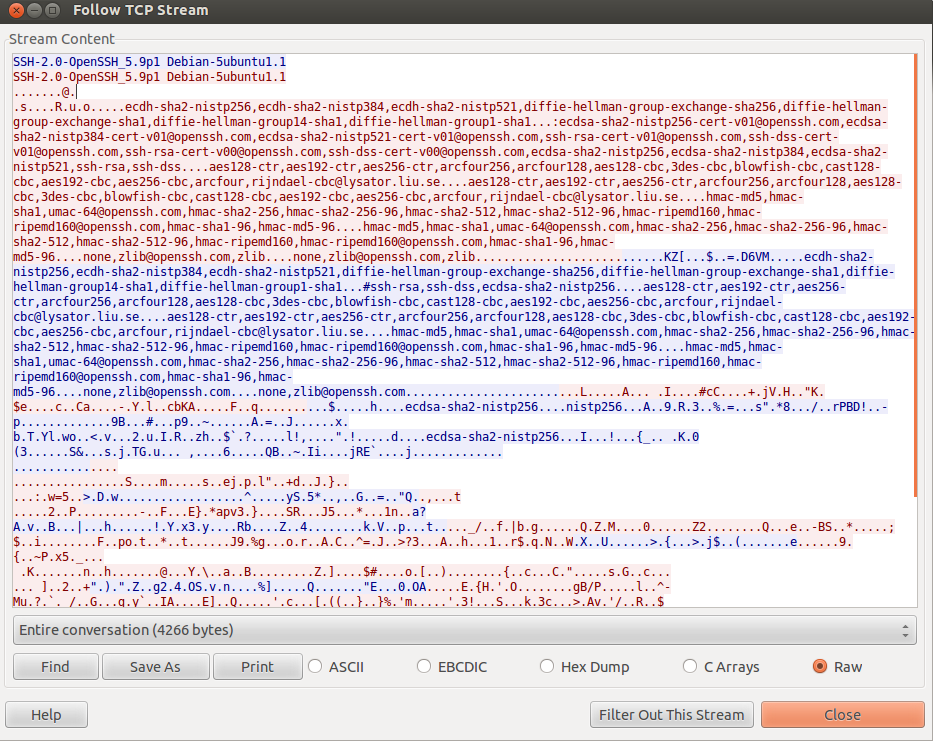 Follow TCP Stream
Stream Content
SSH-2.0-OpenSSH_5.9p1 Debian-5ubuntu1.1
SSH-2.0-OpenSSH_5.9p1 Debian-5ubuntu1.1
.......@.
.s....R.u.o.....ecdh-sha2-nistp256,ecdh-sha2-nistp384,ecdh-sha2-nistp521,diffie-hellman-group-exchange-sha256,diffie-hellman-
group-exchange-sha1,diffie-hellman-group14-sha1,diffie-hellman-group1-sha1...:ecdsa-sha2-nistp256-cert-v01@openssh.com,ecdsa-
sha2-nistp384-cert-v01@openssh.com,ecdsa-sha2-nistp521-cert-v01@openssh.com,ssh-rsa-cert-v01@openssh.com,ssh-dss-cert-
v01@openssh.com,ssh-rsa-cert-v00@openssh.com,ssh-dss-cert-v00@openssh.com,ecdsa-sha2-nistp256,ecdsa-sha2-nistp384,ecdsa-sha2-
nistp521,ssh-rsa,ssh-dss....aes128-ctr,aes192-ctr,aes256-ctr,arcfour256,arcfour128,aes128-cbc,3des-cbc,blowfish-cbc,cast128-
cbc,aes192-cbc,aes256-cbc,arcfour,rijndael-cbc@lysator.liu.se....aes128-ctr,aes192-ctr,aes256-ctr,arcfour256,arcfour128,aes128-
cbc,3des-cbc,blowfish-cbc,cast128-cbc,aes192-cbc,aes256-cbc,arcfour,rijndael-cbc@lysator.liu.se....hmac-md5,hmac-
sha1,umac-64@openssh.com,hmac-sha2-256,hmac-sha2-256-96,hmac-sha2-512,hmac-sha2-512-96,hmac-ripemd160,hmac-
ripemd160@openssh.com,hmac-sha1-96,hmac-md5-96....hmac-md5,hmac-sha1,umac-64@openssh.com,hmac-sha2-256,hmac-sha2-256-96,hmac-
sha2-512,hmac-sha2-512-96,hmac-ripemd160,hmac-ripemd160@openssh.com,hmac-sha1-96,hmac-
md5-96....none,zlib@openssh.com,zlib....none,zlib@openssh.com,zlib..........................KZ[...$..=.D6VM.....ecdh-sha2-
nistp256,ecdh-sha2-nistp384,ecdh-sha2-nistp521,diffie-hellman-group-exchange-sha256,diffie-hellman-group-exchange-sha1,diffie-
hellman-group14-sha1,diffie-hellman-group1-sha1...#ssh-rsa,ssh-dss,ecdsa-sha2-nistp256....aes128-ctr,aes192-ctr,aes256-
ctr,arcfour256,arcfour128,aes128-cbc,3des-cbc,blowfish-cbc,cast128-cbc,aes192-cbc,aes256-cbc,arcfour,rijndael-
cbc@lysator.liu.se....aes128-ctr,aes192-ctr,aes256-ctr,arcfour256,arcfour128,aes128-cbc,3des-cbc,blowfish-cbc,cast128-cbc,aes192-
cbc,aes256-cbc,arcfour,rijndael-cbc@lysator.liu.se....hmac-md5,hmac-sha1,umac-64@openssh.com,hmac-sha2-256,hmac-sha2-256-96,hmac-
sha2-512,hmac-sha2-512-96,hmac-ripemd160,hmac-ripemd160@openssh.com,hmac-sha1-96,hmac-md5-96....hmac-md5,hmac-
sha1,umac-64@openssh.com,hmac-sha2-256,hmac-sha2-256-96,hmac-sha2-512,hmac-sha2-512-96,hmac-ripemd160,hmac-
ripemd160@openssh.com,hmac-sha1-96,hmac-
md5-96....none,zlib@openssh.com....none,zlib@openssh.com........................L.....A... .I....#cC....+.jV.H.."K.
$e....c..Ca....-.Y.l..cbKA.....F..q..........$.....h....ecdsa-sha2-nistp256....nistp256...A..9.R.3..%.=...s".*8.../..rPBD!..-
p............9B...#...p9..~......A.=..J......x.
b.T.Yl.wo..<.v...2.u.I.R..zh..$`.?.....l!,....".!.....d....ecdsa-sha2-nistp256...I...!...{_.. .K.0
(3......S&...s.j.TG.u... ,....6.....QB..~.Ii....jRE`....j.............
...............
...............S....m.....s..ej.p.l"..+d..J.}..
...:.w=5..>.D.w..................^.....yS.5*..,..G..=.."Q..,...t
.....2..P.........-..F...E}.*apv3.}....SR...J5...*...1n..a?
A.v..B...|...h......!.Y.x3.y....Rb....Z..4........k.V..p...t....._/..f.|b.g......Q.Z.M....0......Z2........Q...e..-BS..*.....;
$..i........F..po.t..*..t......J9.%g...o.r..A.C..^=.J..>?3...A..h...1..r$.q.N..W.X..U......>.{...>.j$..(.......e......9.
{..~P.x5._...
.K.......n..h.......@...Y.\..a..B.........Z.]....$#....o.[..)........{..c...C.".....s.G..c...
... ]..2..+".).".Z..g2.4.OS.v.n....%].....Q......."E...0.OA.....E.{H.'.O........gB/P.....l..^-
Entire conversation (4266 bytes)
Find
Save As
Print
ASCII
EBCDIC
Hex Dump
C Arrays
Raw
Help
Filter Out This Stream
Close